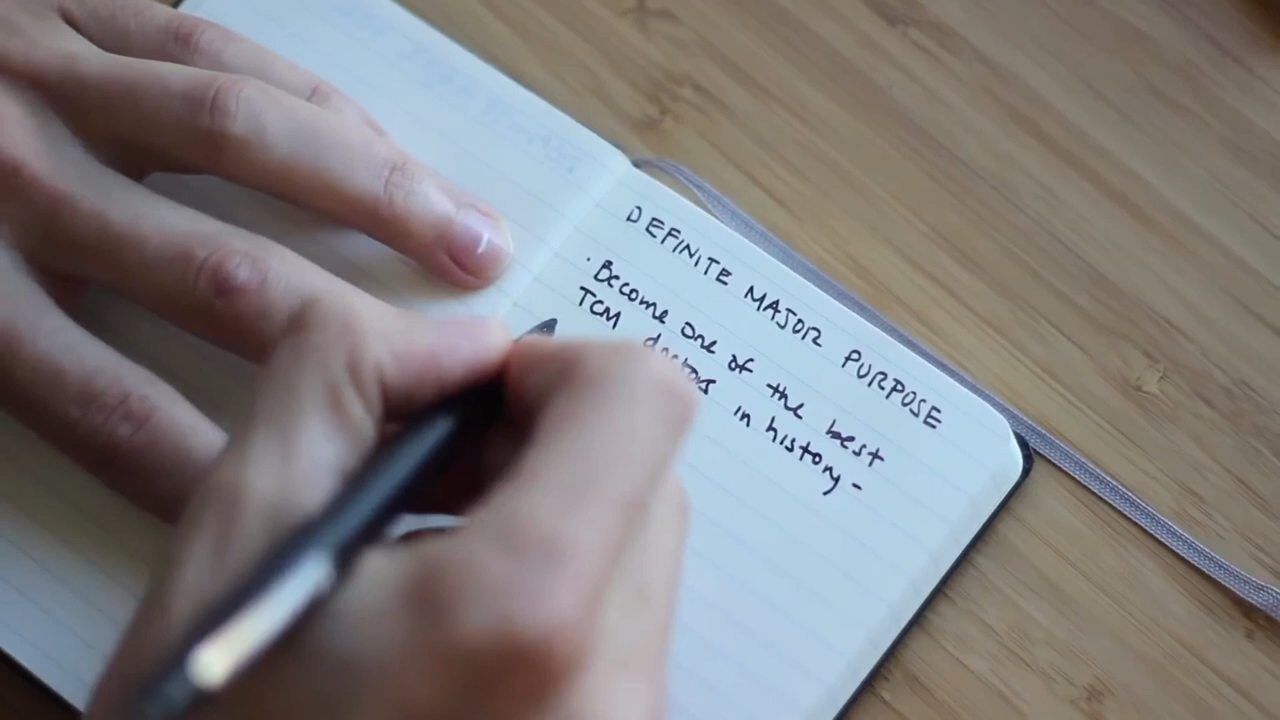 DEFINITE MAJOR PURPOSE
· Become one of the best
TCM doctors in history -